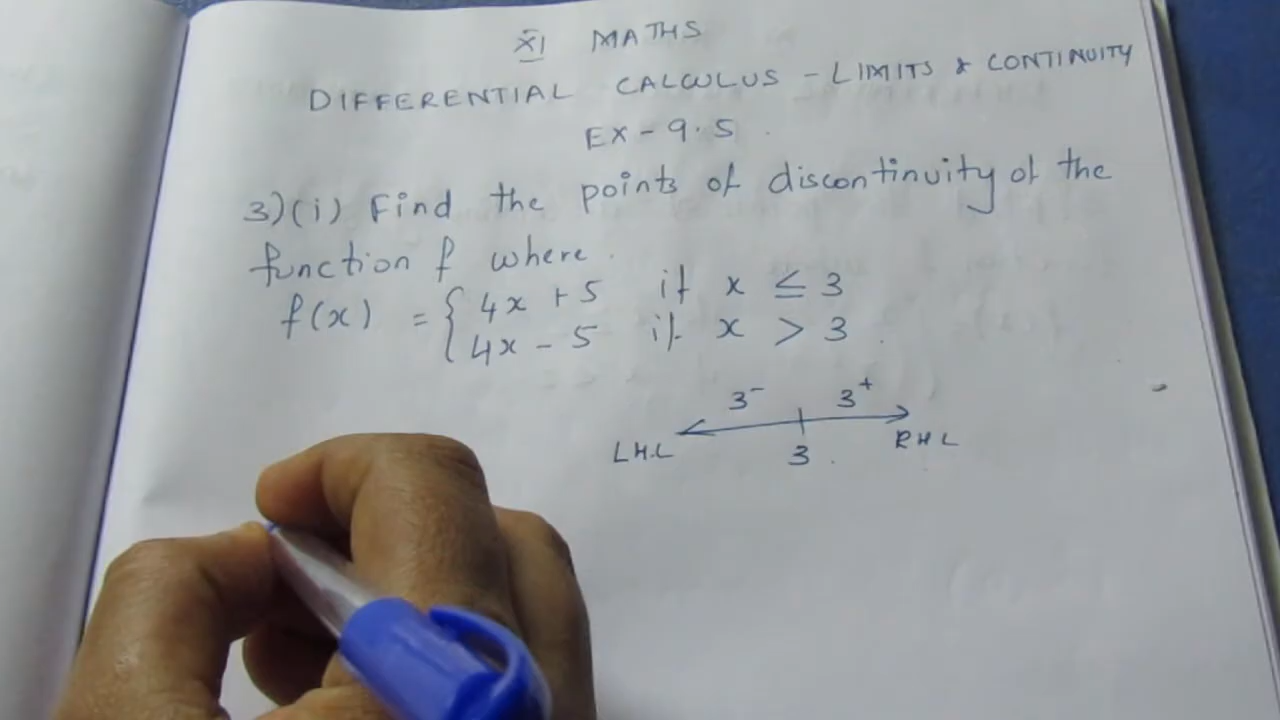 XI MATHS
DIFFERENTIAL CALCULUS - LIMITS & CONTINUITY
EX - 9.5
3)(i) Find the points of discontinuity of the
function f where
f(x) = { 4x + 5 if x ≤ 3
4x - 5 if x > 3
3⁻ 3⁺
LH.L 3 RHL